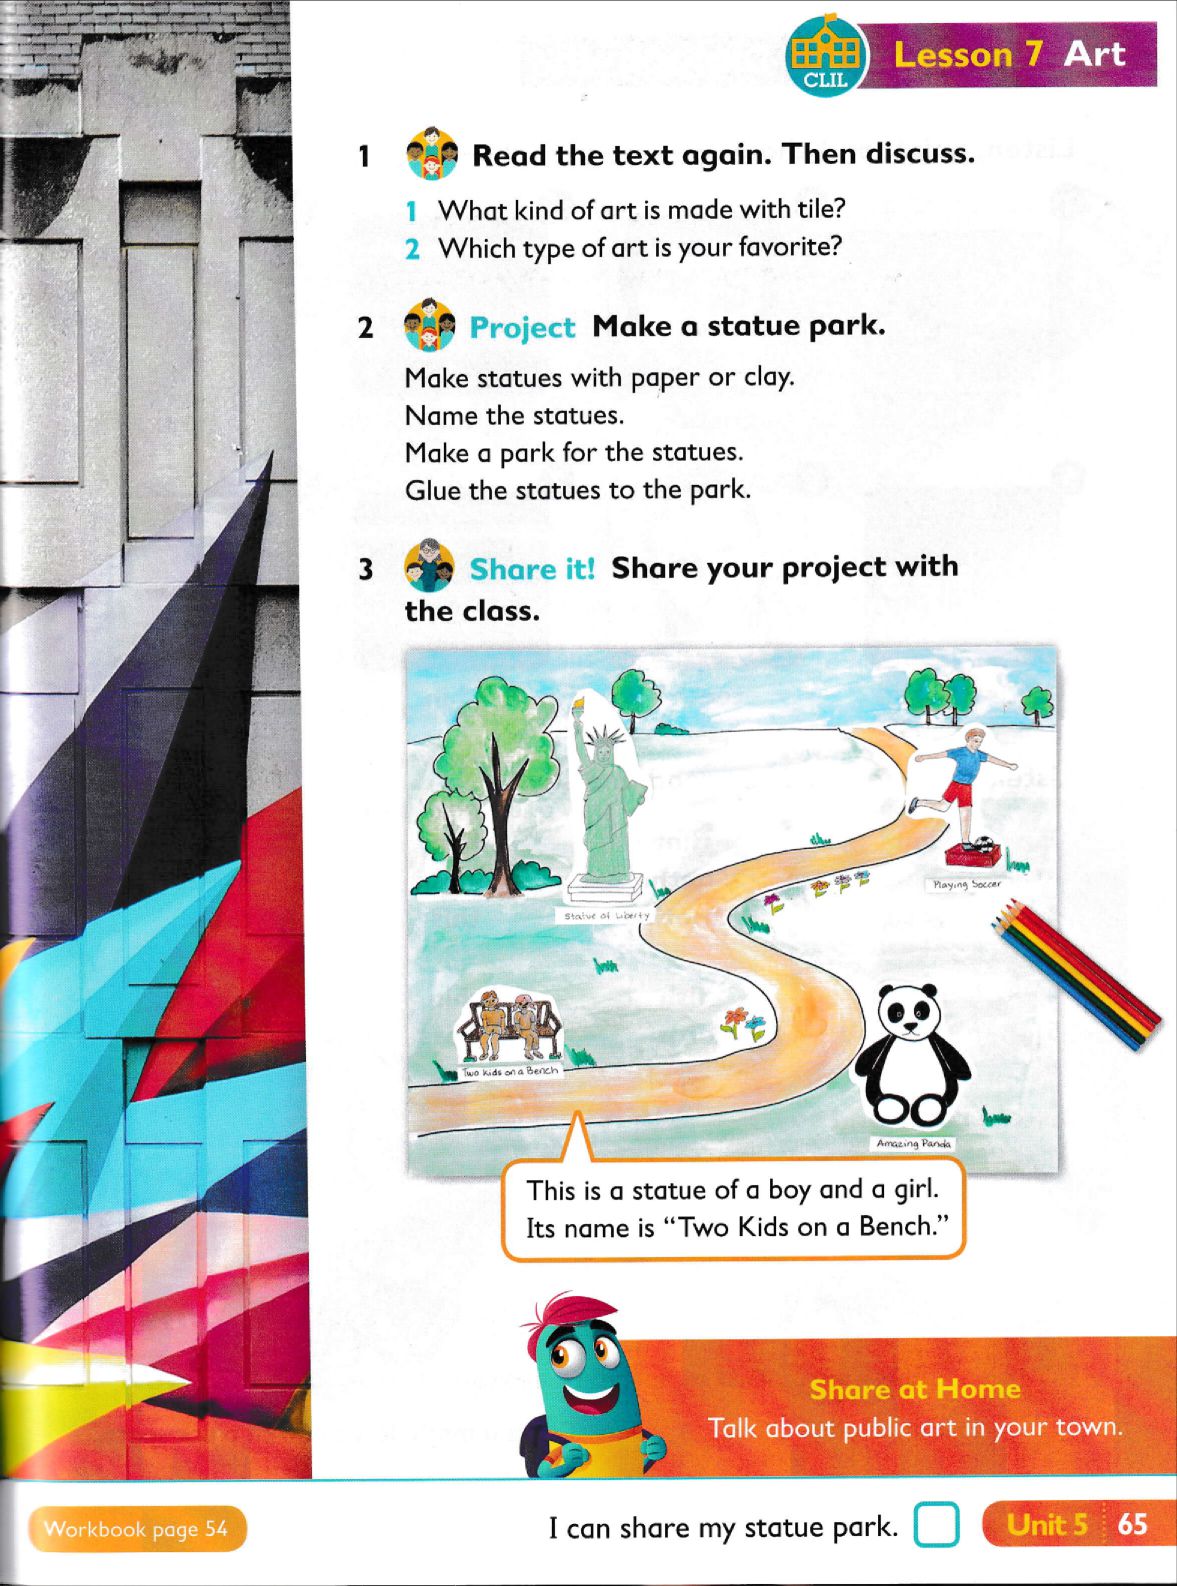 CLIL
Lesson 7 Art
1 Read the text again. Then discuss.
1 What kind of art is made with tile?
2 Which type of art is your favorite?
2 Project Make a statue park.
Make statues with paper or clay.
Name the statues.
Make a park for the statues.
Glue the statues to the park.
3 Share it! Share your project with
the class.
Playing Soccer
Statue of Liberty
Two kids on a Bench
Amazing Panda
This is a statue of a boy and a girl.
Its name is “Two Kids on a Bench.”
Share at Home
Talk about public art in your town.
Workbook page 54
I can share my statue park.
Unit 5 65